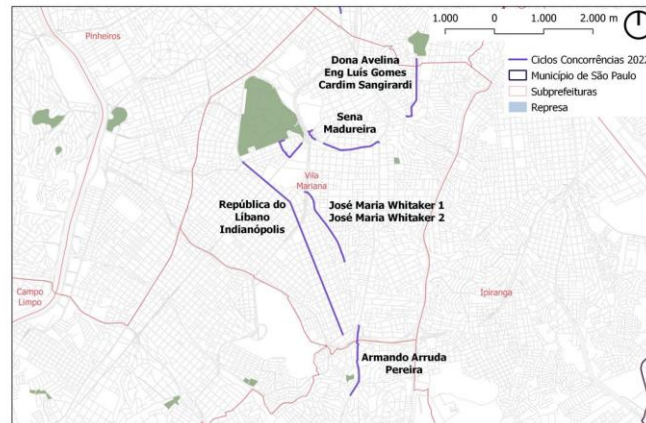 Pinheiros
1.000 0 1.000 2.000 m
Dona Avelina
Eng Luís Gomes
Cardim Sangirardi
Ciclos Concorrências 2022
Município de São Paulo
Subprefeituras
Represa
Sena
Madureira
Vila
Mariana
República do
Líbano
Indianópolis
José Maria Whitaker 1
José Maria Whitaker 2
Campo
Limpo
Ipiranga
Armando Arruda
Pereira